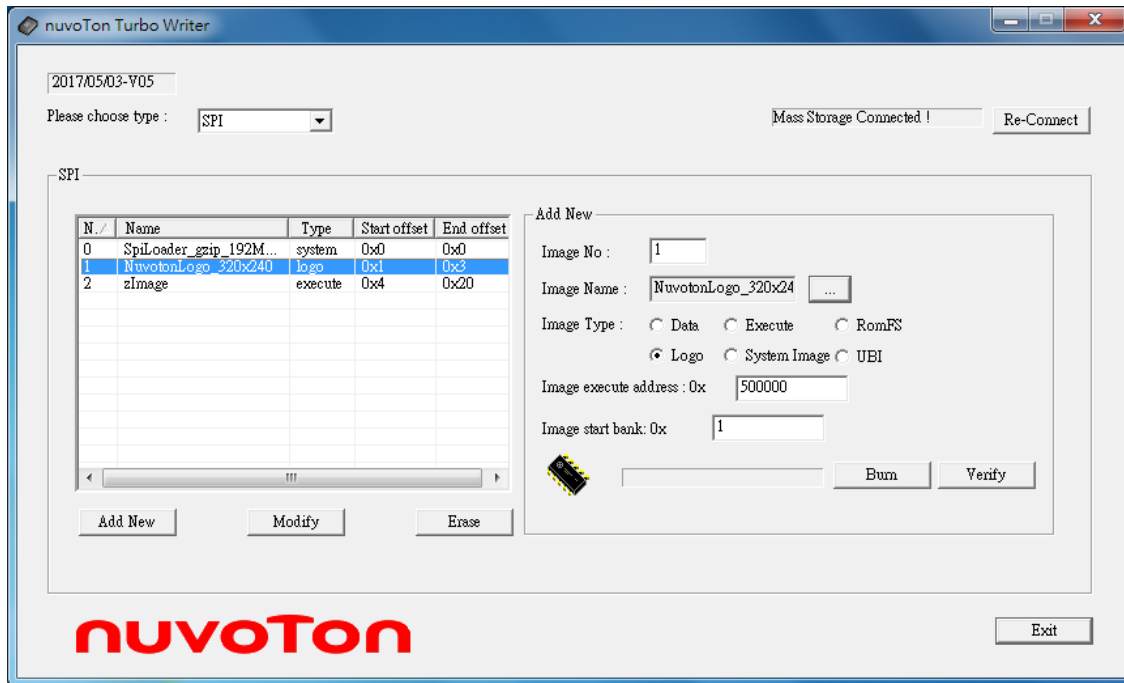 nuvoTon Turbo Writer
2017/05/03-V05
Please choose type :
SPI
Mass Storage Connected !
Re-Connect
SPI
N. Name Type Start offset End offset
0 SpiLoader_gzip_192M... system 0x0 0x0
1 NuvotonLogo_320x240 logo 0x1 0x3
2 zImage execute 0x4 0x20
Add New
Modify
Erase
Add New
Image No : 1
Image Name : NuvotonLogo_320x24 ...
Image Type : Data Execute RomFS
Logo System Image UBI
Image execute address : 0x 500000
Image start bank: 0x 1
Burn
Verify
nuvoTon
Exit